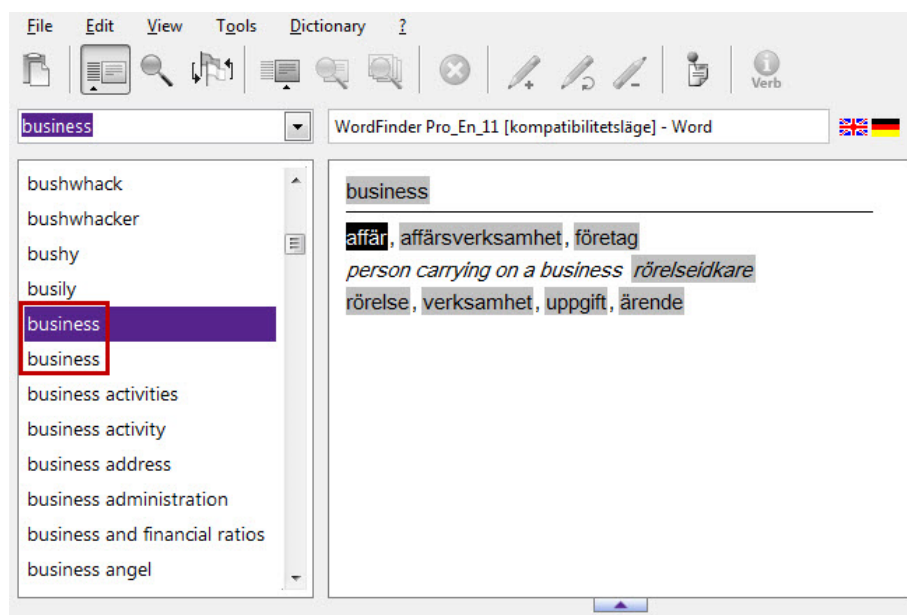 File Edit View Tools Dictionary ?
Verb
business
WordFinder Pro_En_11 [kompatibilitetsläge] - Word
bushwhack
bushwhacker
bushy
busily
business
business
business activities
business activity
business address
business administration
business and financial ratios
business angel
business
affär, affärsverksamhet, företag
person carrying on a business rörelseidkare
rörelse, verksamhet, uppgift, ärende